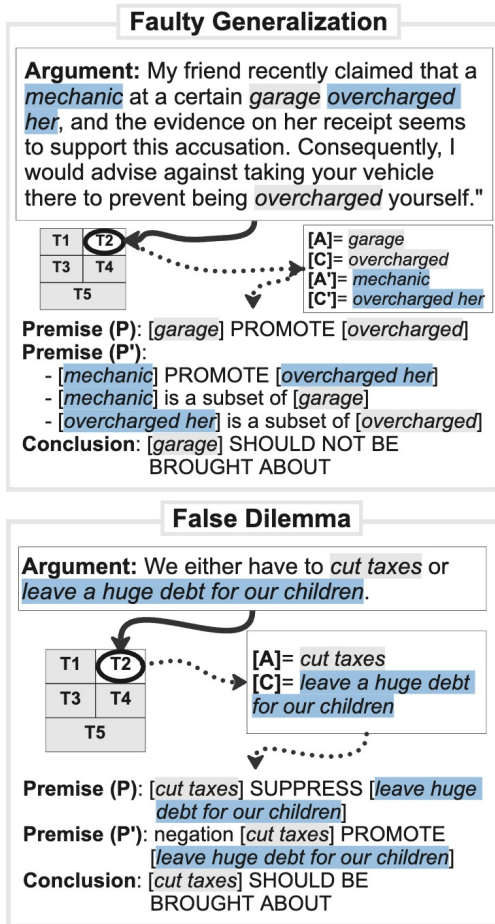 Faulty Generalization
Argument: My friend recently claimed that a
mechanic at a certain garage overcharged
her, and the evidence on her receipt seems
to support this accusation. Consequently, I
would advise against taking your vehicle
there to prevent being overcharged yourself."
T1 T2
T3 T4
T5
[A]= garage
[C]= overcharged
[A']= mechanic
[C']= overcharged her
Premise (P): [garage] PROMOTE [overcharged]
Premise (P'):
- [mechanic] PROMOTE [overcharged her]
- [mechanic] is a subset of [garage]
- [overcharged her] is a subset of [overcharged]
Conclusion: [garage] SHOULD NOT BE
BROUGHT ABOUT
False Dilemma
Argument: We either have to cut taxes or
leave a huge debt for our children.
T1 T2
T3 T4
T5
[A]= cut taxes
[C]= leave a huge debt
for our children
Premise (P): [cut taxes] SUPPRESS [leave huge
debt for our children]
Premise (P'): negation [cut taxes] PROMOTE
[leave huge debt for our children]
Conclusion: [cut taxes] SHOULD BE
BROUGHT ABOUT